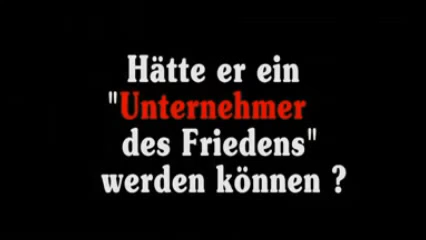 Hätte er ein
"Unternehmer
des Friedens"
werden können ?